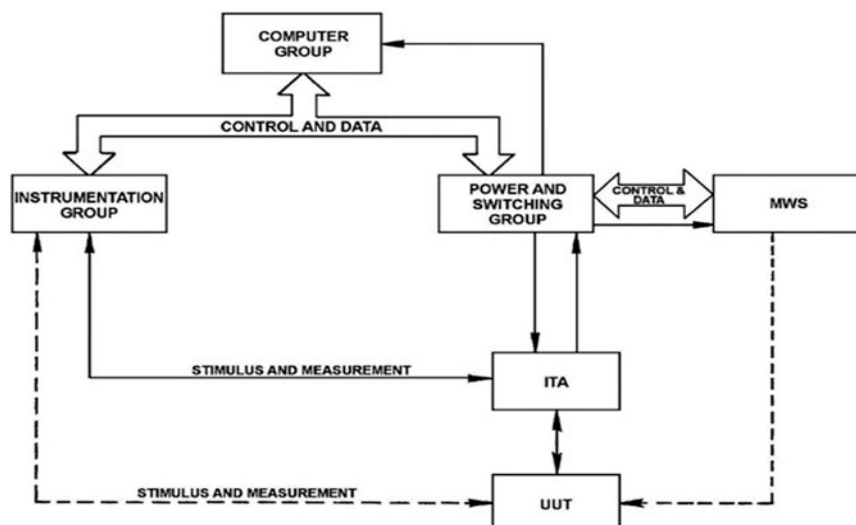 COMPUTER
GROUP
CONTROL AND DATA
INSTRUMENTATION
GROUP
POWER AND
SWITCHING
GROUP
CONTROL &
DATA
MWS
STIMULUS AND MEASUREMENT
ITA
STIMULUS AND MEASUREMENT
UUT